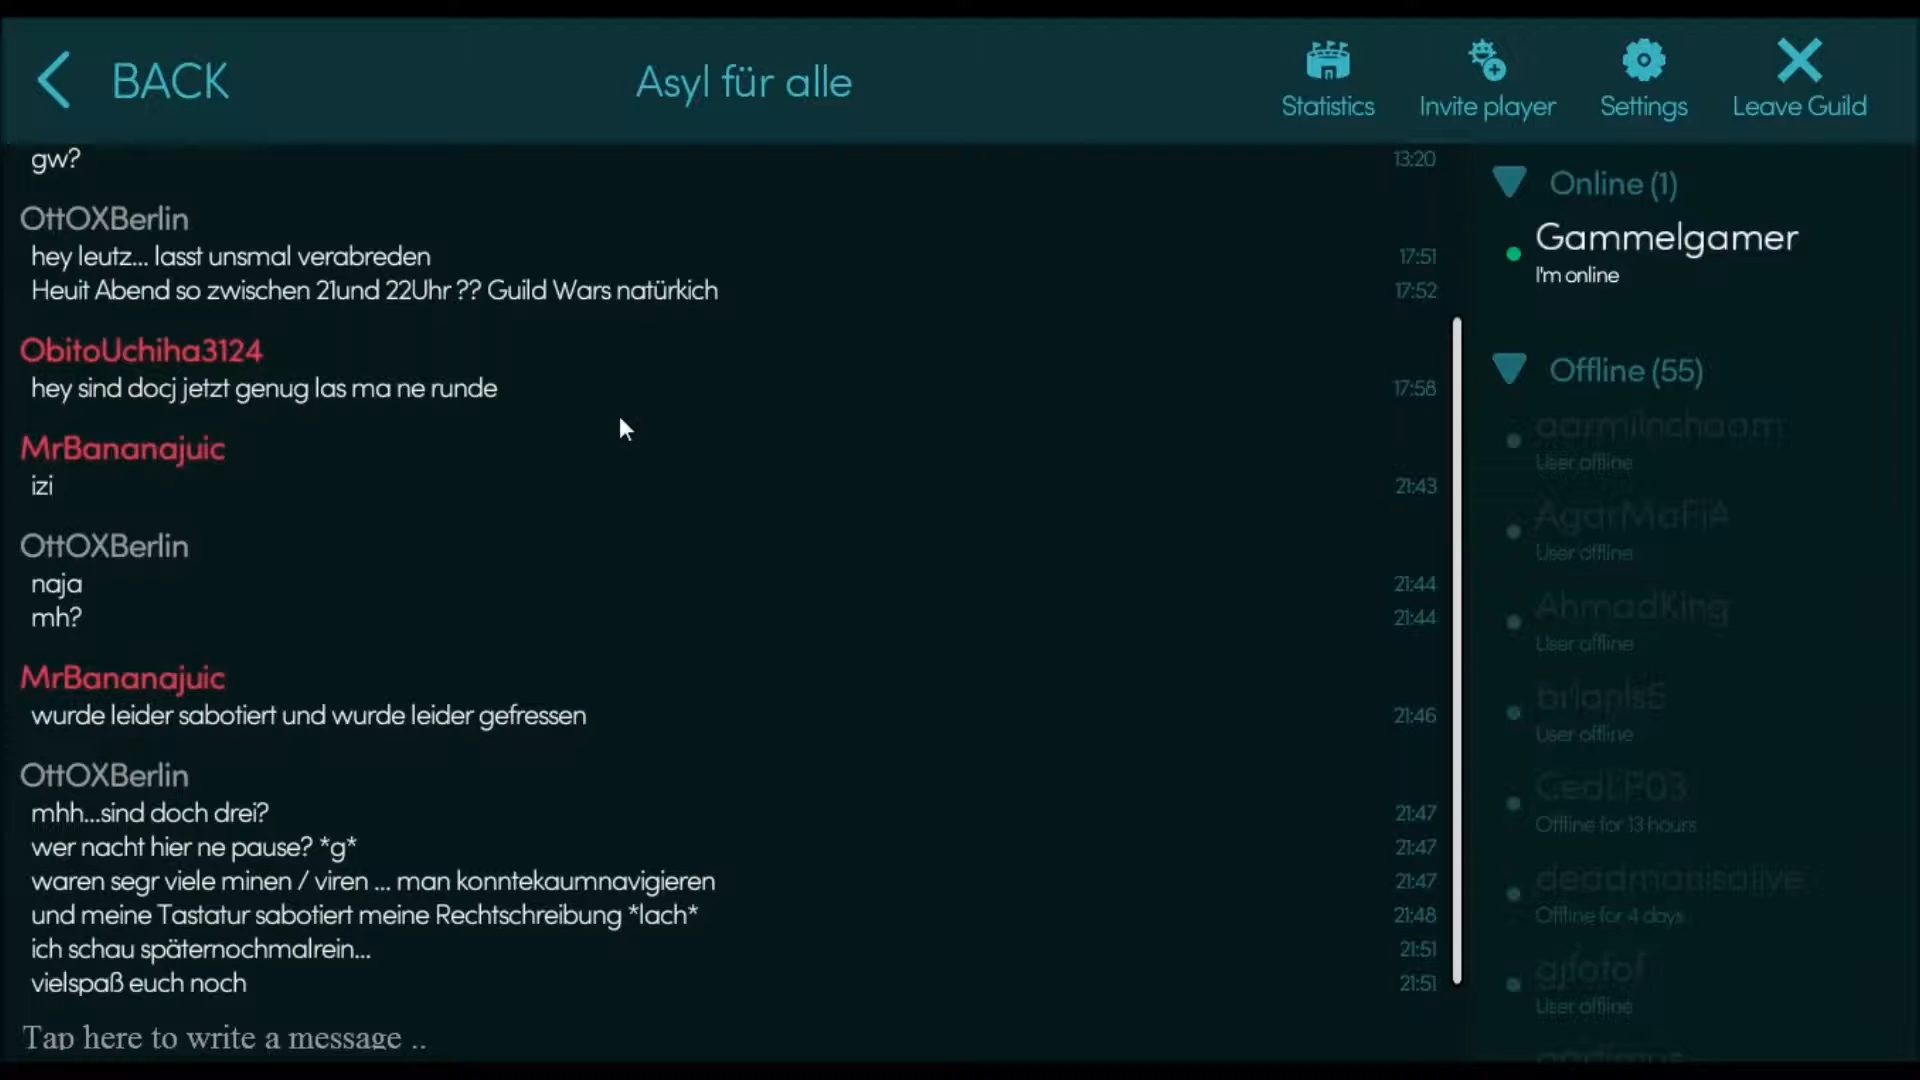 BACK
Asyl für alle
Statistics
Invite player
Settings
Leave Guild
gw? 13:20
OttOXBerlin
hey leutz... lasst unsmal verabreden 17:51
Heuit Abend so zwischen 21und 22Uhr ?? Guild Wars natürkich 17:52
ObitoUchiha3124
hey sind docj jetzt genug las ma ne runde 17:58
MrBananajuic
izi 21:43
OttOXBerlin
naja 21:44
mh? 21:44
MrBananajuic
wurde leider sabotiert und wurde leider gefressen 21:46
OttOXBerlin
mhh...sind doch drei? 21:47
wer nacht hier ne pause? *g* 21:47
waren segr viele minen / viren ... man konntekaumnavigieren 21:47
und meine Tastatur sabotiert meine Rechtschreibung *lach* 21:48
ich schau späternochmalrein... 21:51
vielspaß euch noch 21:51
Tap here to write a message ..
Online (1)
Gammelgamer
I'm online
Offline (55)
User offline
AgarMaFiA
User offline
AhmadKing
User offline
User offline
CedLP03
Offline for 13 hours
deadmanisalive
Offline for 4 days
gjfofof
User offline